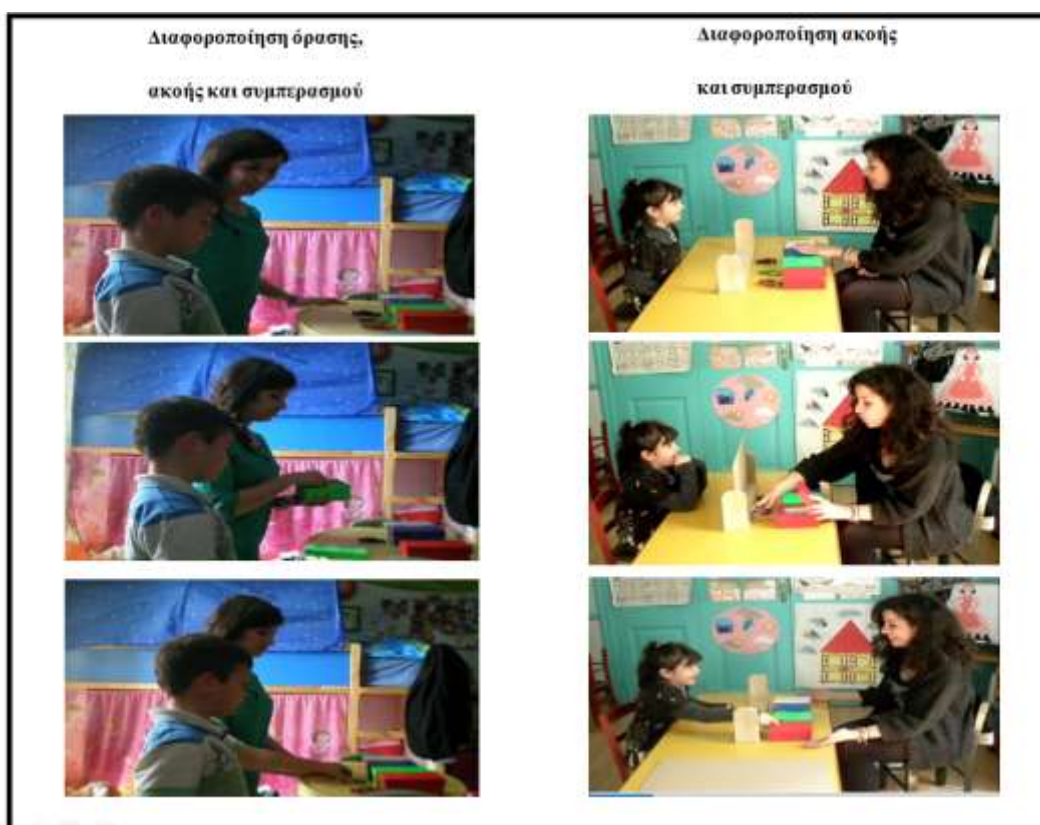 Διαφοροποίηση όρασης,
ακοής και συμπερασμού
Διαφοροποίηση ακοής
και συμπερασμού